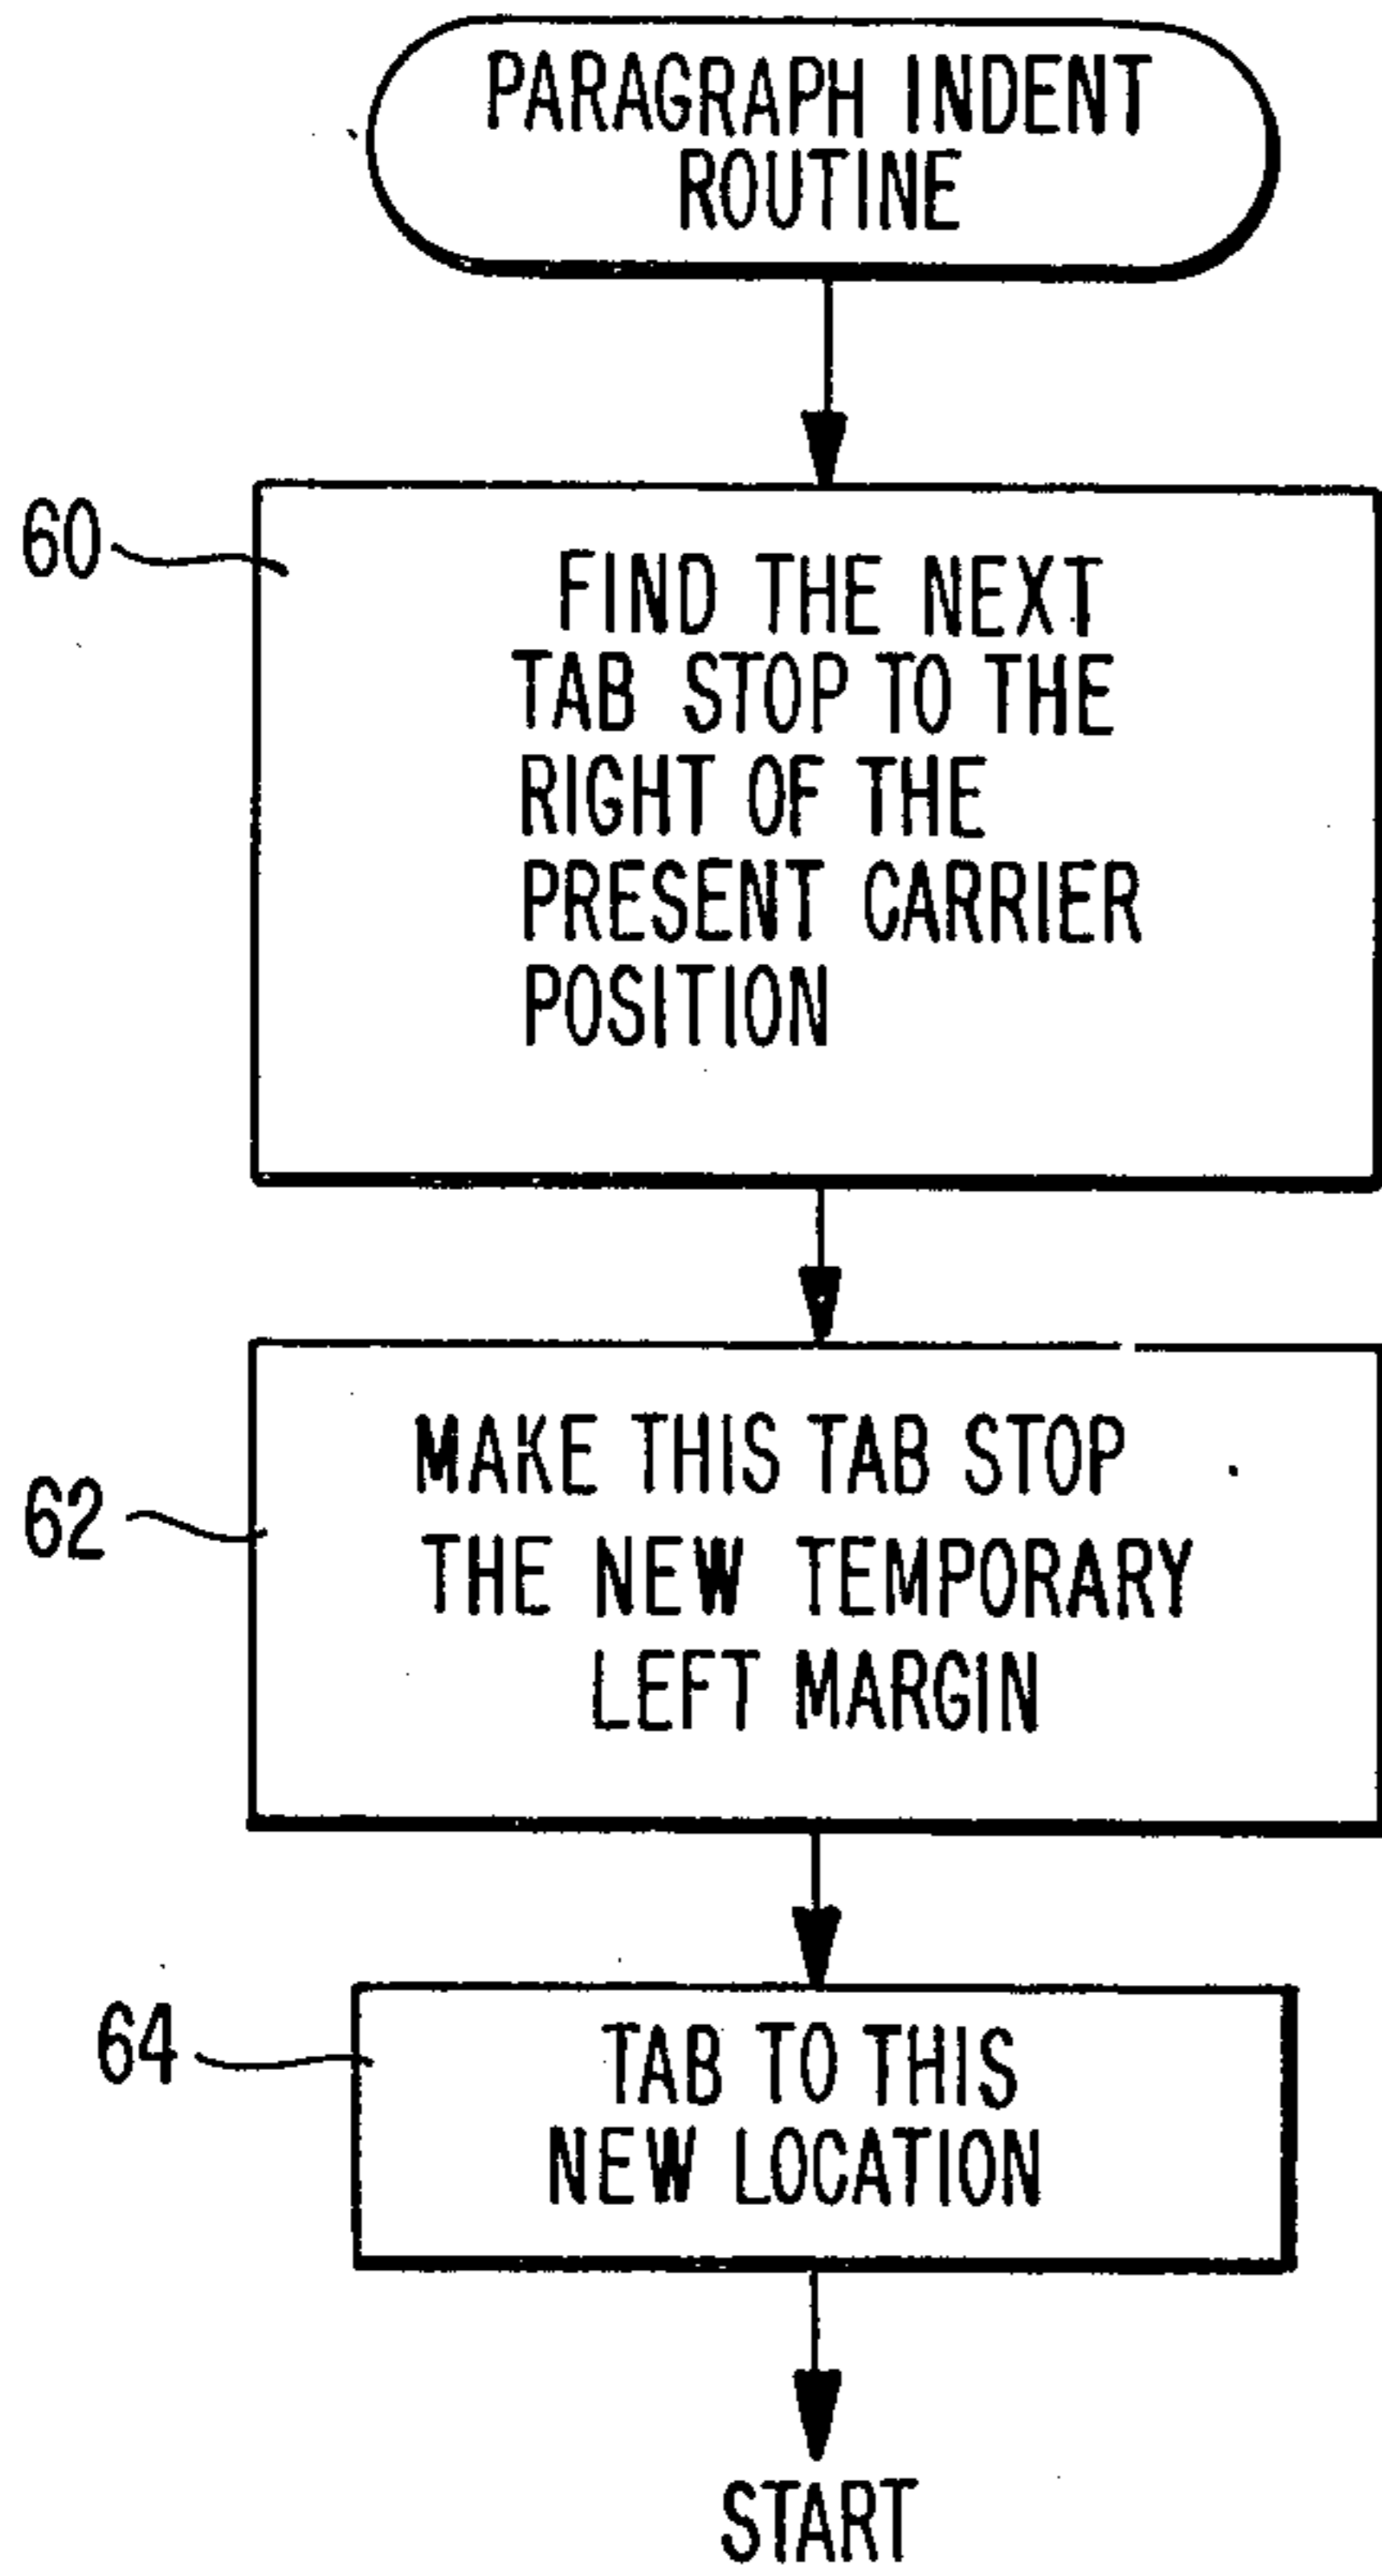 PARAGRAPH INDENT
ROUTINE
60
FIND THE NEXT
TAB STOP TO THE
RIGHT OF THE
PRESENT CARRIER
POSITION
62
MAKE THIS TAB STOP
THE NEW TEMPORARY
LEFT MARGIN
64
TAB TO THIS
NEW LOCATION
START